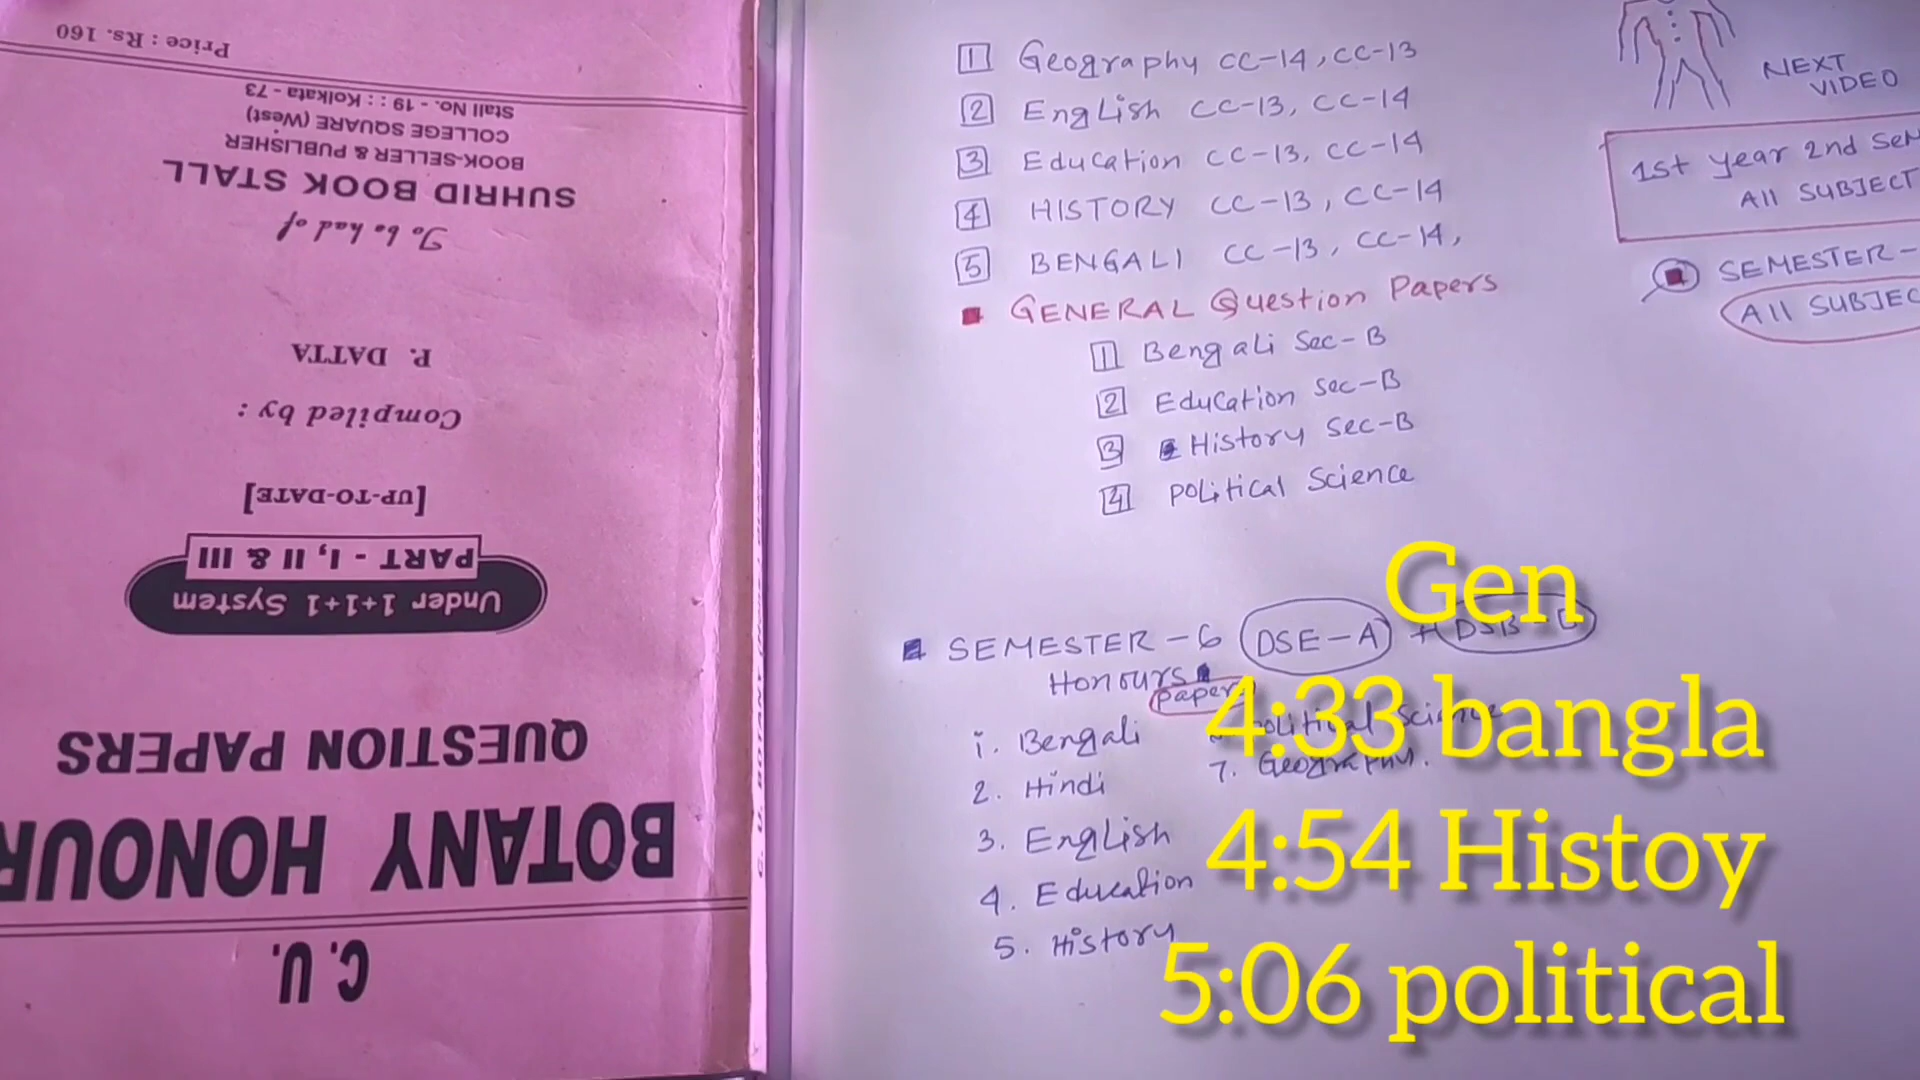 C.U.
BOTANY HONOUR
QUESTION PAPERS
Under 1+1+1 System
PART - I, II & III
[UP-TO-DATE]
Compiled by :
P. DATTA
To be had of
SUHRID BOOK STALL
BOOK-SELLER & PUBLISHER
COLLEGE SQUARE (West)
Stall No. - 19 : : Kolkata - 73
Price : Rs. 160
1 Geography CC-14, CC-13
2 English CC-13, CC-14
3 Education CC-13, CC-14
4 HISTORY CC-13, CC-14
5 BENGALI CC-13, CC-14,
GENERAL Question Papers
1 Bengali Sec-B
2 Education Sec-B
3 History Sec-B
4 Political Science
SEMESTER-6 DSE-A +
Honours
Paper
1. Bengali
2. Hindi
3. English
4. Education
5. History
Political Science
7. Geography.
NEXT
VIDEO
1st year 2nd Sem
All SUBJECT
SEMESTER-
All SUBJEC
Gen
4:33 bangla
4:54 Histoy
5:06 political